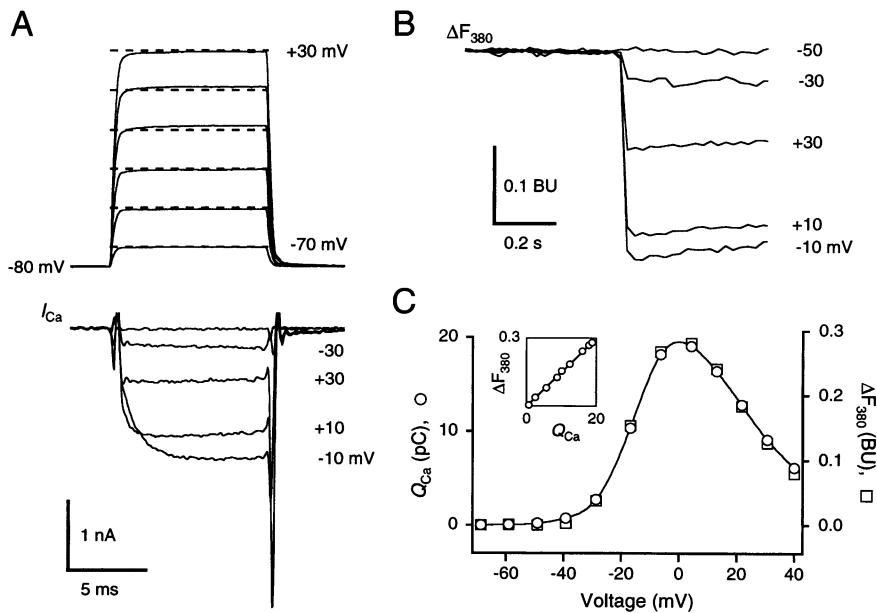 A
+30 mV
-70 mV
-80 mV
I Ca
-30
+30
+10
-10 mV
1 nA
5 ms
B
ΔF380
-50
-30
+30
+10
-10 mV
0.1 BU
0.2 s
C
20
10
0
QCa (pC), ○
0.3
ΔF380
0
0
20
QCa
0.3
0.2
0.1
0.0
ΔF380 (BU), □
-60
-40
-20
0
20
40
Voltage (mV)